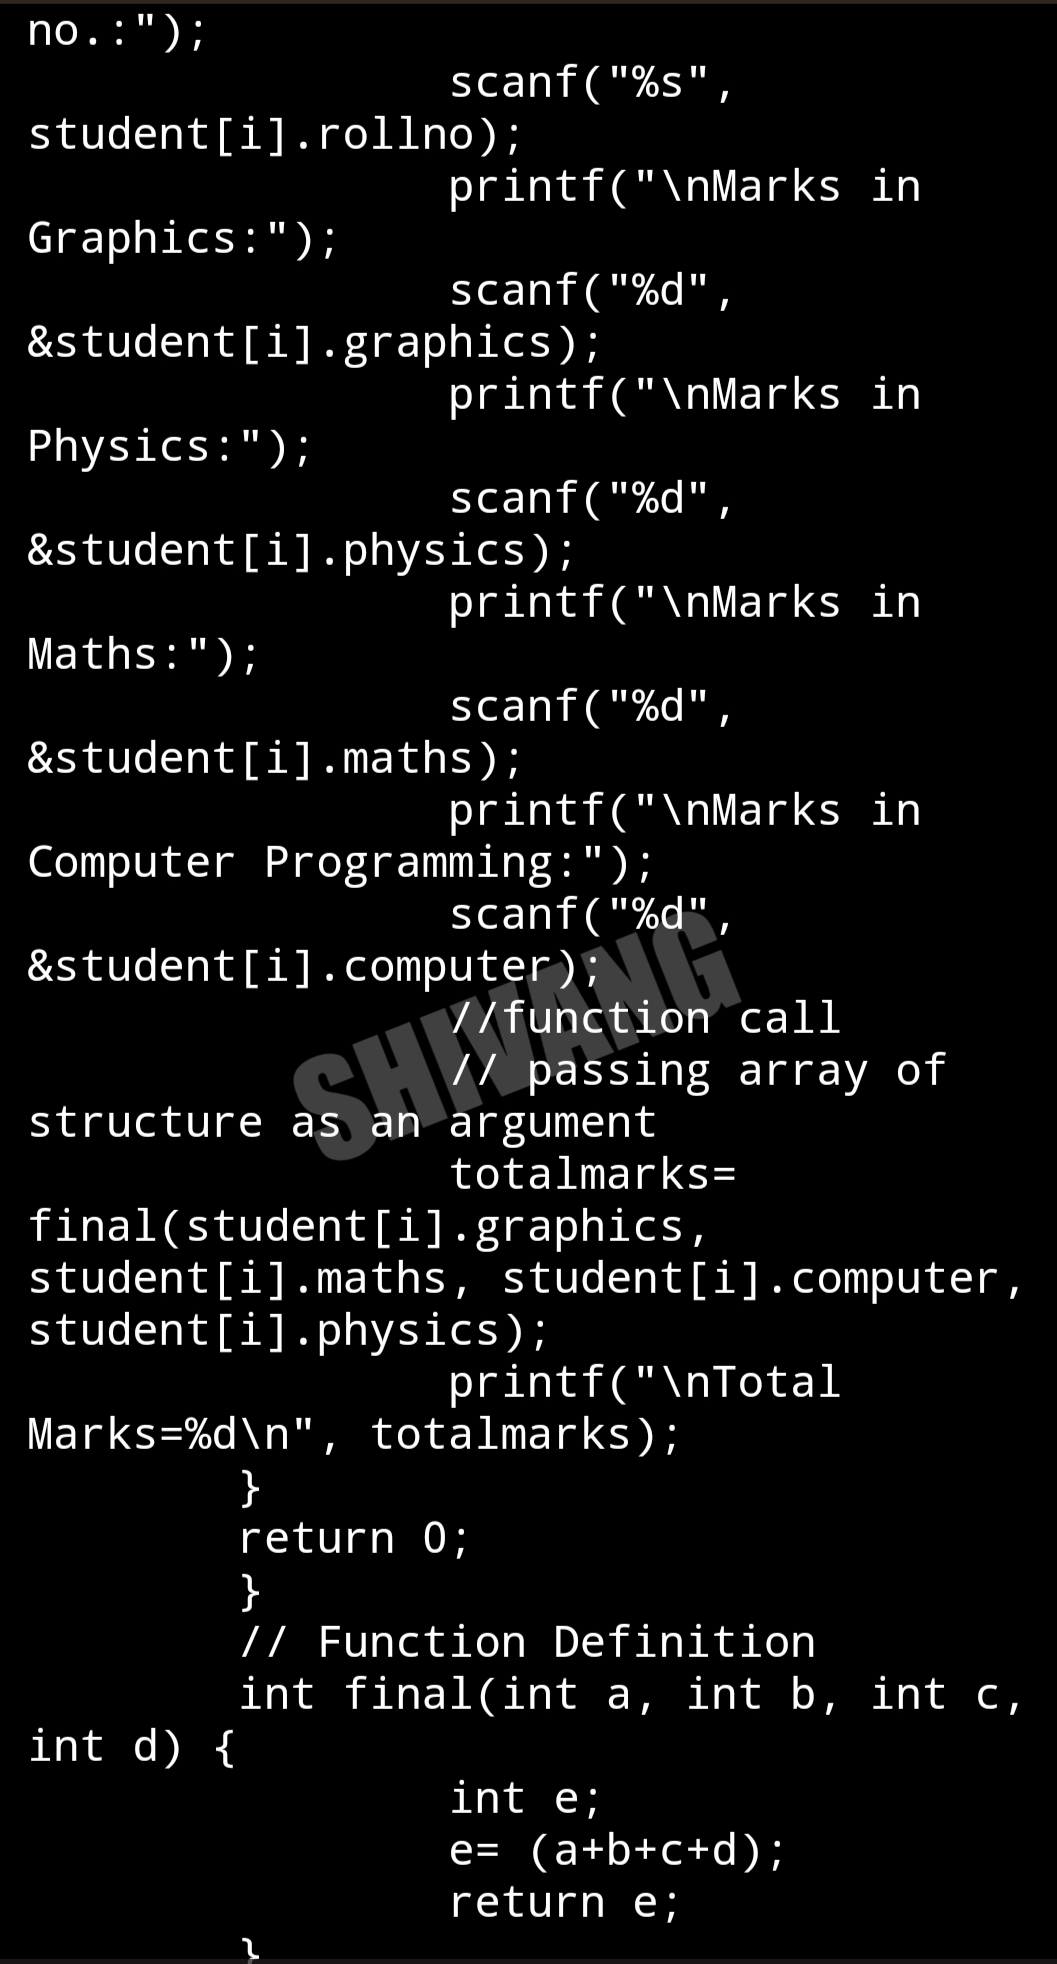 no.:");
scanf("%s",
student[i].rollno);
printf("\nMarks in
Graphics:");
scanf("%d",
&student[i].graphics);
printf("\nMarks in
Physics:");
scanf("%d",
&student[i].physics);
printf("\nMarks in
Maths:");
scanf("%d",
&student[i].maths);
printf("\nMarks in
Computer Programming:");
scanf("%d",
&student[i].computer);
//function call
// passing array of
structure as an argument
totalmarks=
final(student[i].graphics,
student[i].maths, student[i].computer,
student[i].physics);
printf("\nTotal
Marks=%d\n", totalmarks);
}
return 0;
}
// Function Definition
int final(int a, int b, int c,
int d) {
int e;
e= (a+b+c+d);
return e;
}
SHIVANG